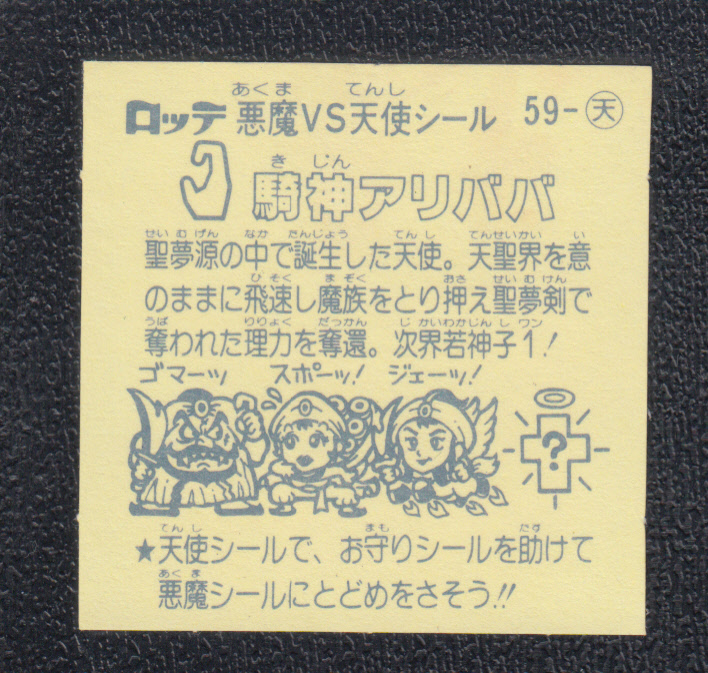 ロッテ 悪魔VS天使シール 59-天
騎神アリババ
聖夢源の中で誕生した天使。天聖界を意
のままに飛速し魔族をとり押え聖夢剣で
奪われた理力を奪還。次界若神子1!
ゴマーッ スポーッ! ジェーッ!
?
★天使シールで、お守りシールを助けて
悪魔シールにとどめをさそう!!